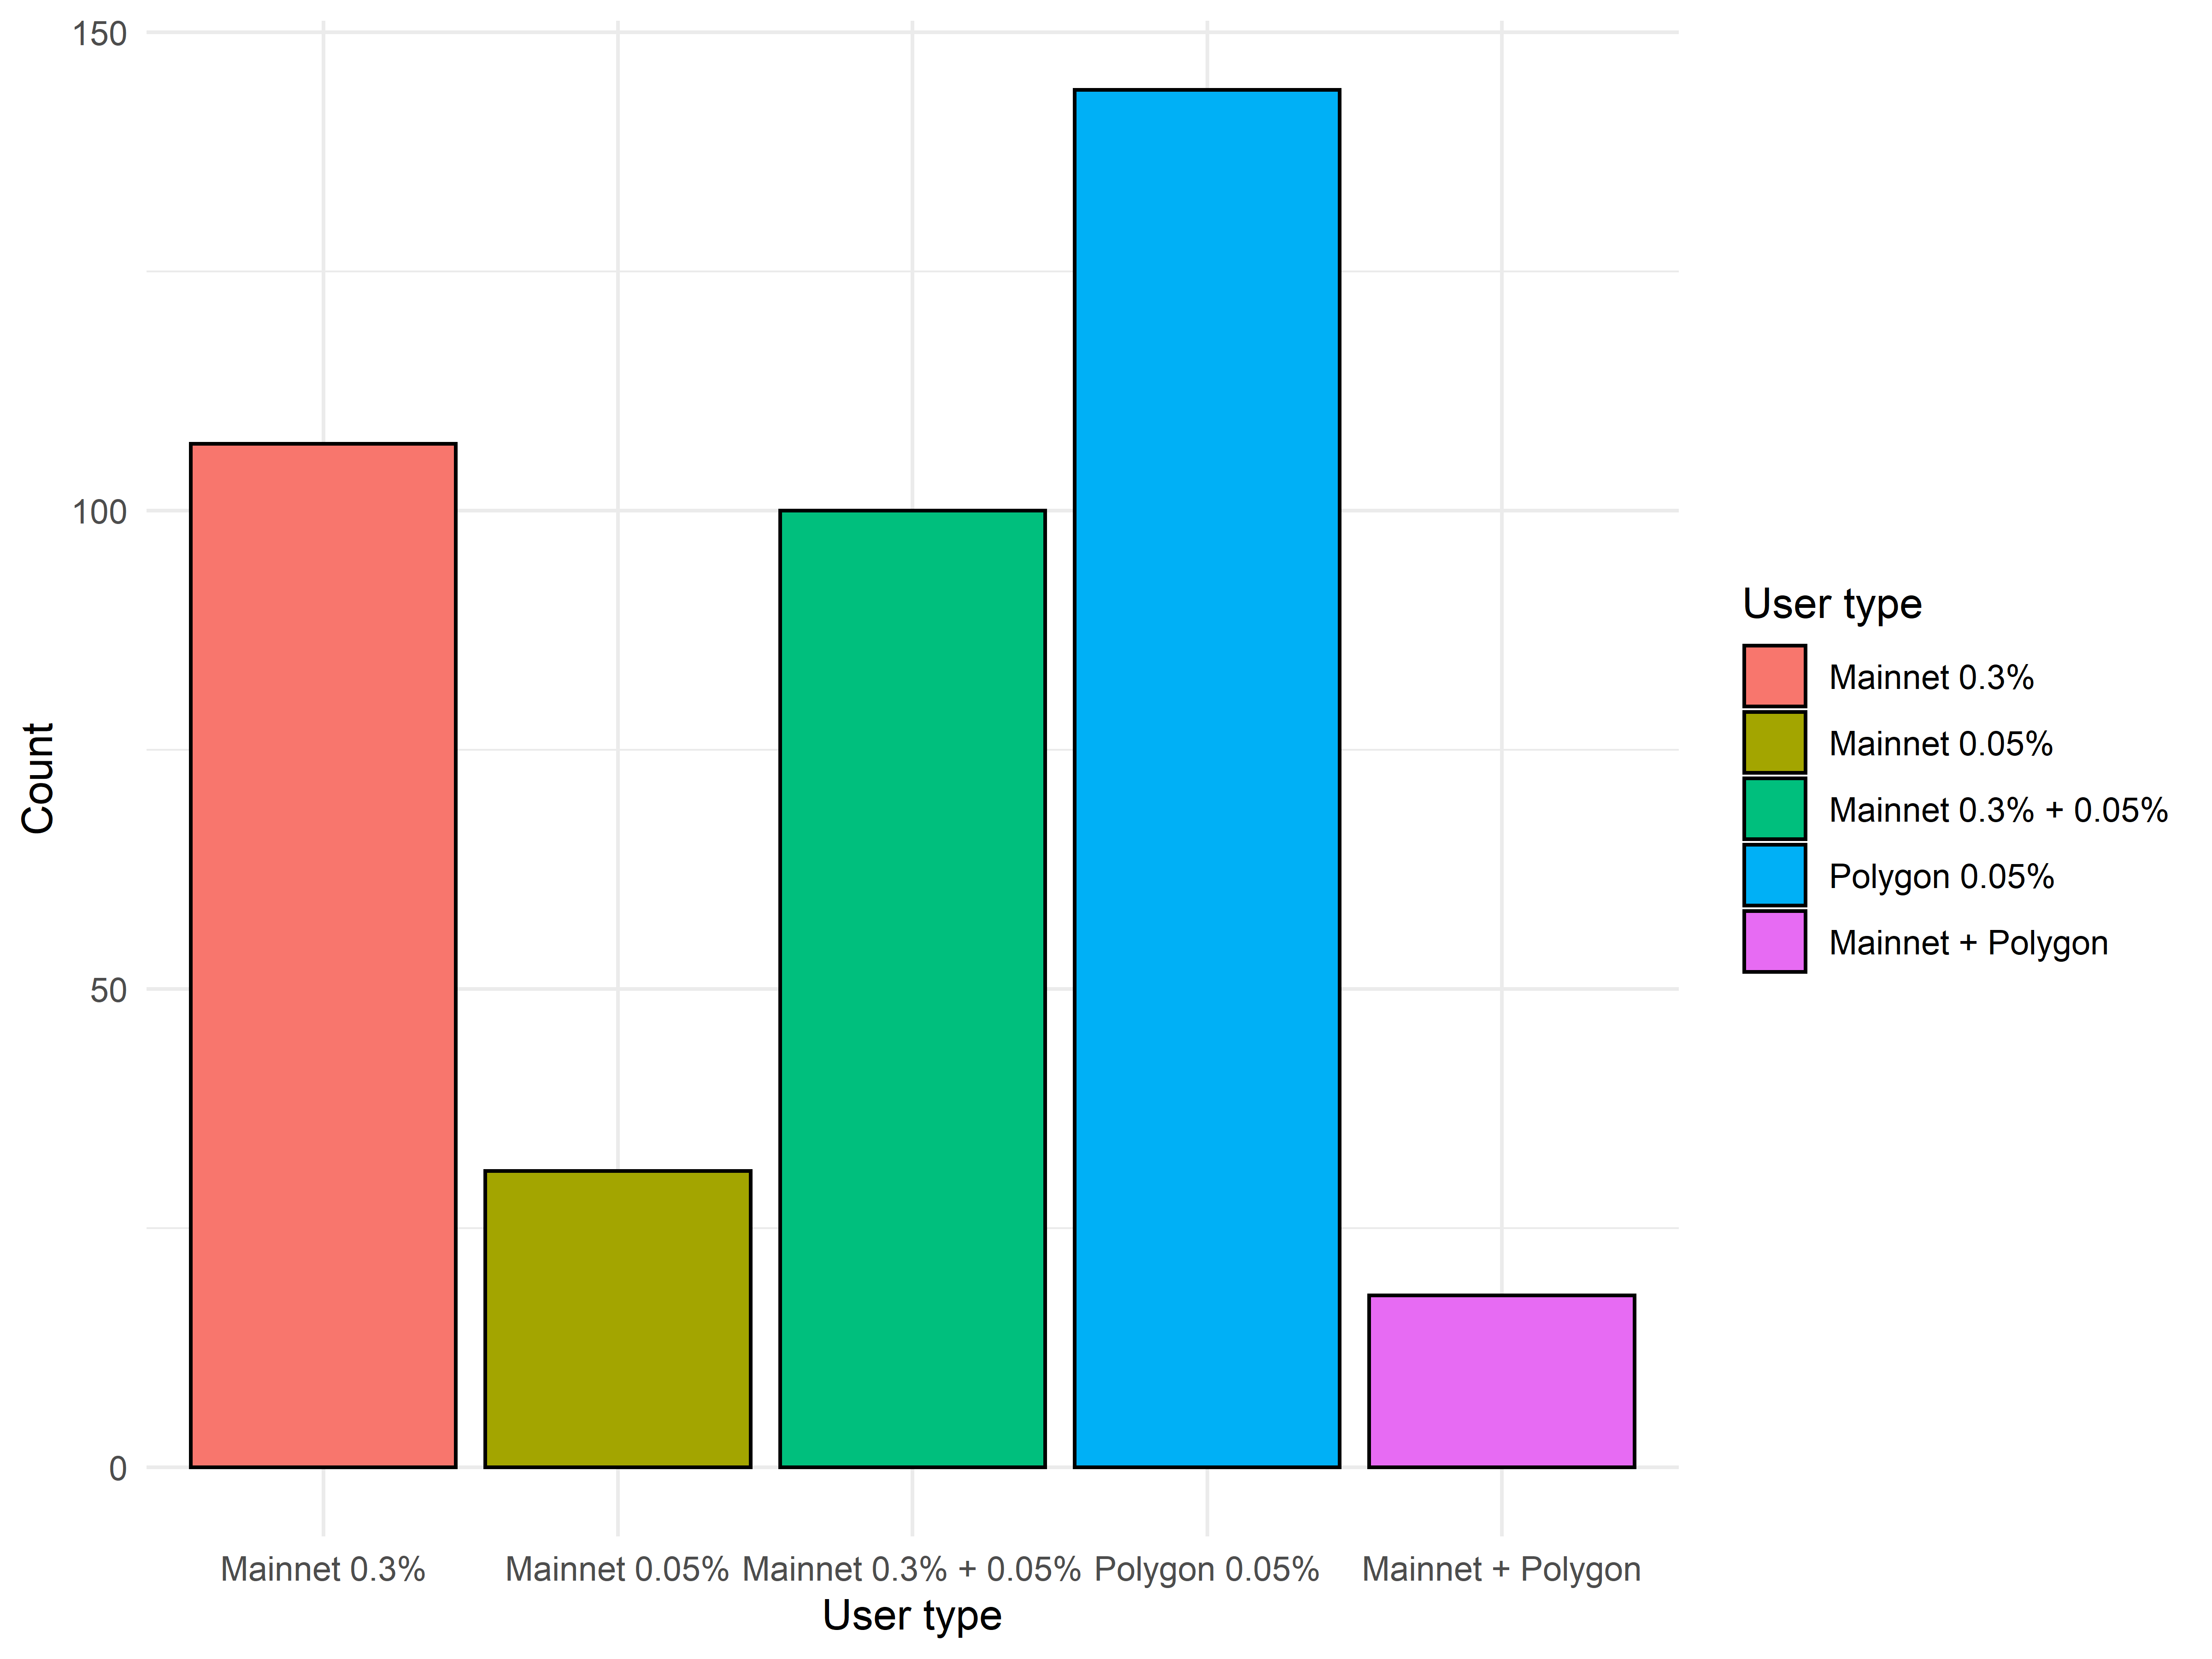 150
100
50
0
Count
Mainnet 0.3%
Mainnet 0.05%
Mainnet 0.3% + 0.05%
Polygon 0.05%
Mainnet + Polygon
User type
User type
Mainnet 0.3%
Mainnet 0.05%
Mainnet 0.3% + 0.05%
Polygon 0.05%
Mainnet + Polygon